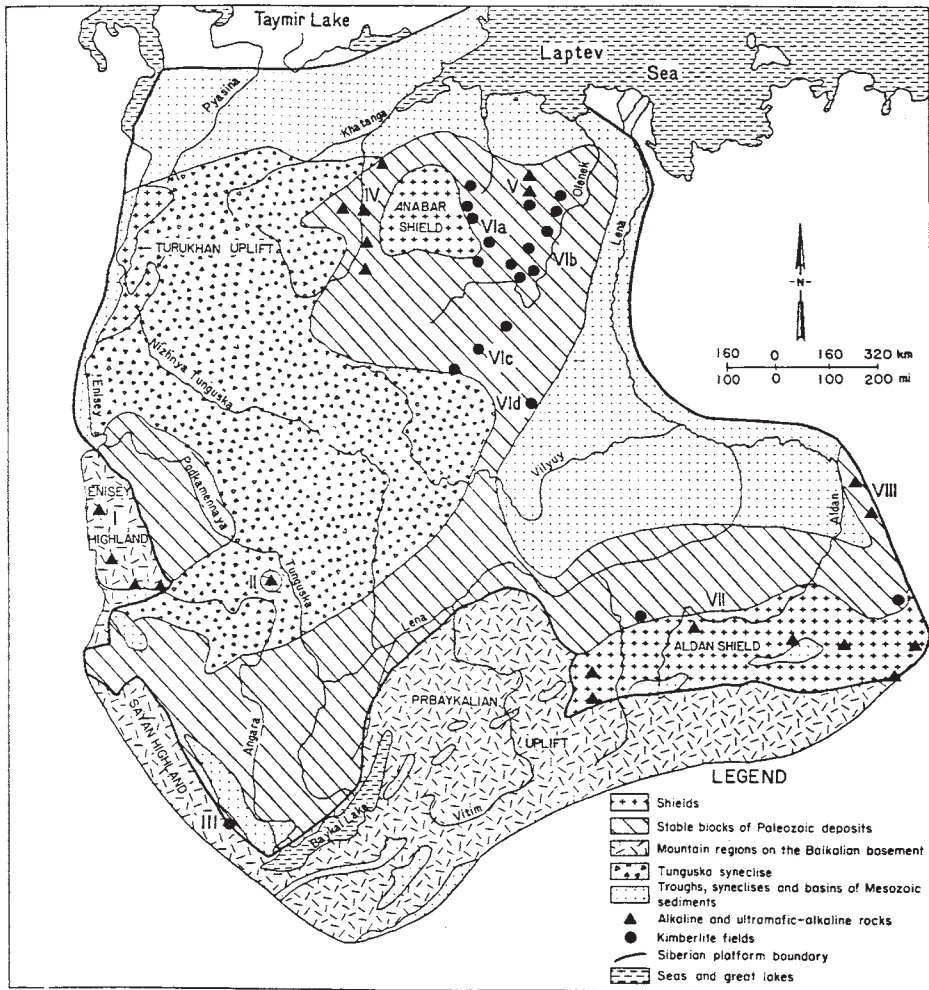 Taymir Lake
Laptev
Sea
Pyasina
Khatanga
Olenek
Lena
IV
V
ANABAR
SHIELD
VIa
VIb
TURUKHAN UPLIFT
-N-
160 0 160 320 km
100 0 100 200 mi
Nizhnya Tunguska
VIc
VId
Enisey
Podkamennaya
Tunguska
Vilyuy
Aldan
VIII
ENISEY
I
HIGHLAND
II
Lena
VII
ALDAN SHIELD
PRBAYKALIAN
UPLIFT
SAYAN HIGHLAND
Angara
III
Baykal Lake
Vitim
LEGEND
Shields
Stable blocks of Paleozoic deposits
Mountain regions on the Baikalian basement
Tunguska syneclise
Troughs, syneclises and basins of Mesozoic
sediments
Alkaline and ultramafic-alkaline rocks
Kimberlite fields
Siberian platform boundary
Seas and great lakes